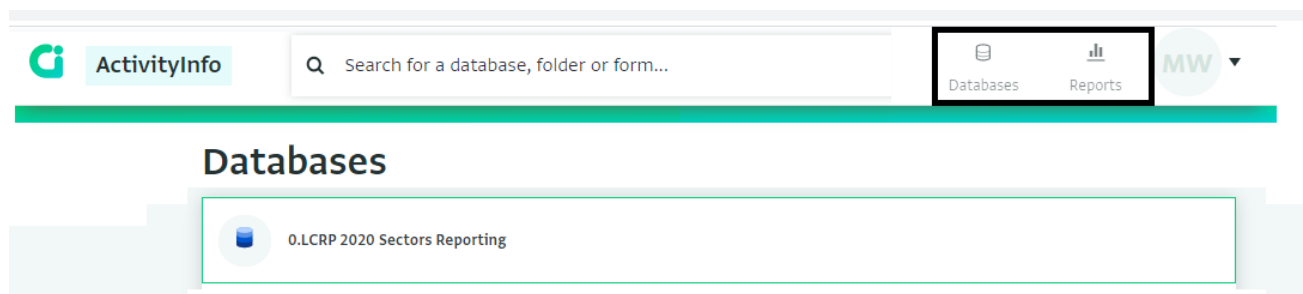 ActivityInfo
Search for a database, folder or form...
Databases
Reports
MW
Databases
0.LCRP 2020 Sectors Reporting